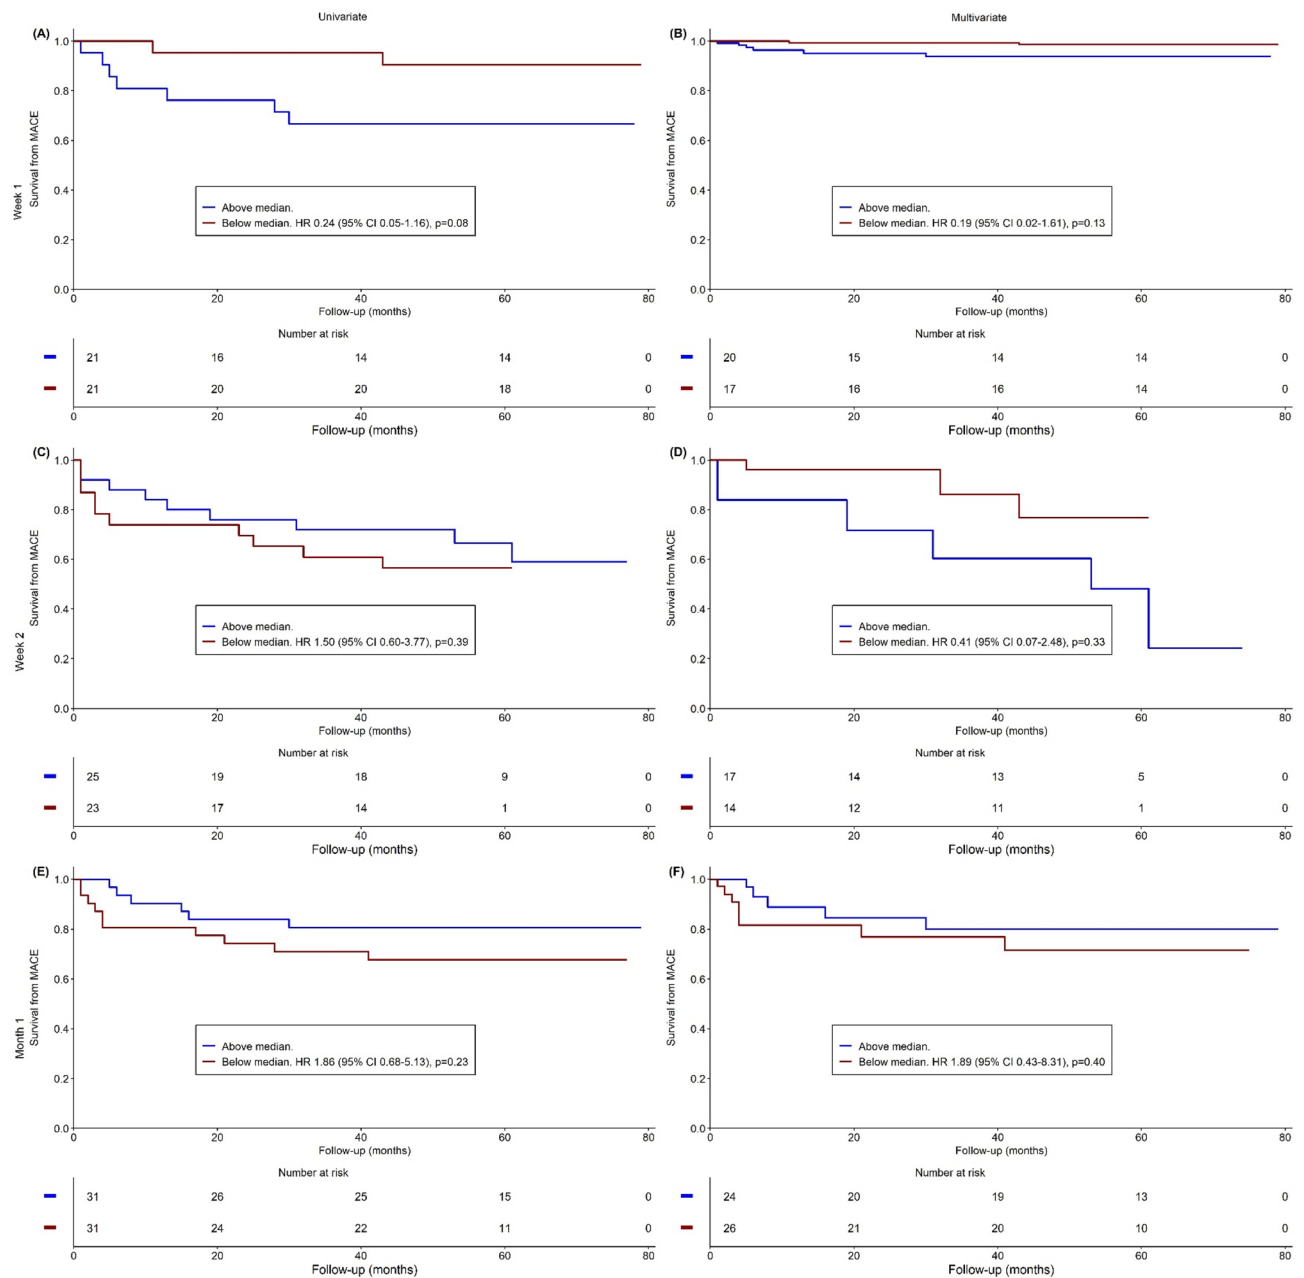 Univariate
Multivariate
(A)
1.0
0.8
0.6
0.4
0.2
0.0
Week 1
Survival from MACE
Above median.
Below median. HR 0.24 (95% CI 0.05-1.16), p=0.08
0 20 40 60 80
Follow-up (months)
Number at risk
21 16 14 14 0
21 20 20 18 0
0 20 40 60 80
Follow-up (months)
(B)
1.0
0.8
0.6
0.4
0.2
0.0
Survival from MACE
Above median.
Below median. HR 0.19 (95% CI 0.02-1.61), p=0.13
0 20 40 60 80
Follow-up (months)
Number at risk
20 15 14 14 0
17 16 16 14 0
0 20 40 60 80
Follow-up (months)
(C)
1.0
0.8
0.6
0.4
0.2
0.0
Week 2
Survival from MACE
Above median.
Below median. HR 1.50 (95% CI 0.60-3.77), p=0.39
0 20 40 60 80
Follow-up (months)
Number at risk
25 19 18 9 0
23 17 14 1 0
0 20 40 60 80
Follow-up (months)
(D)
1.0
0.8
0.6
0.4
0.2
0.0
Survival from MACE
Above median.
Below median. HR 0.41 (95% CI 0.07-2.48), p=0.33
0 20 40 60 80
Follow-up (months)
Number at risk
17 14 13 5 0
14 12 11 1 0
0 20 40 60 80
Follow-up (months)
(E)
1.0
0.8
0.6
0.4
0.2
0.0
Month 1
Survival from MACE
Above median.
Below median. HR 1.86 (95% CI 0.68-5.13), p=0.23
0 20 40 60 80
Follow-up (months)
Number at risk
31 26 25 15 0
31 24 22 11 0
0 20 40 60 80
Follow-up (months)
(F)
1.0
0.8
0.6
0.4
0.2
0.0
Survival from MACE
Above median.
Below median. HR 1.89 (95% CI 0.43-8.31), p=0.40
0 20 40 60 80
Follow-up (months)
Number at risk
24 20 19 13 0
26 21 20 10 0
0 20 40 60 80
Follow-up (months)